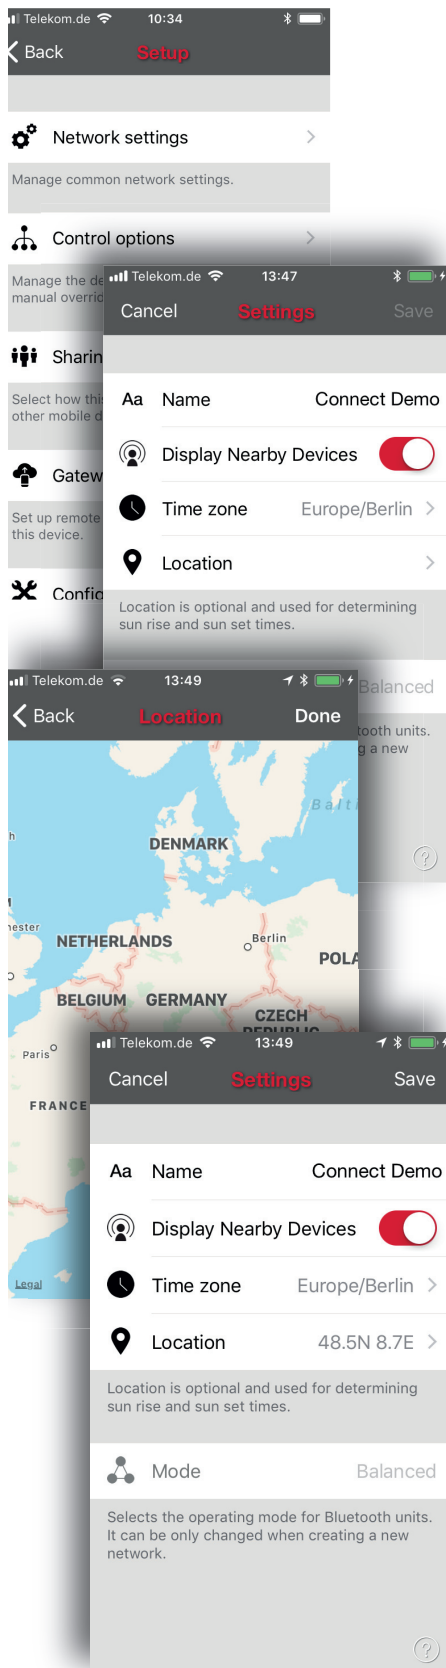 Telekom.de 10:34
Back Setup
Network settings
Manage common network settings.
Control options
Manage the de
manual overrid
Sharin
Select how thi
other mobile d
Gatew
Set up remote
this device.
Config
Telekom.de 13:47
Cancel Settings Save
Aa Name Connect Demo
Display Nearby Devices
Time zone Europe/Berlin
Location
Location is optional and used for determining
sun rise and sun set times.
Balanced
tooth units.
g a new
?
Telekom.de 13:49
Back Location Done
Balti
DENMARK
h
hester
NETHERLANDS
Berlin
POLA
BELGIUM GERMANY
CZECH
Paris
FRANCE
Legal
Telekom.de 13:49
Cancel Settings Save
Aa Name Connect Demo
Display Nearby Devices
Time zone Europe/Berlin
Location 48.5N 8.7E
Location is optional and used for determining
sun rise and sun set times.
Mode Balanced
Selects the operating mode for Bluetooth units.
It can be only changed when creating a new
network.
?